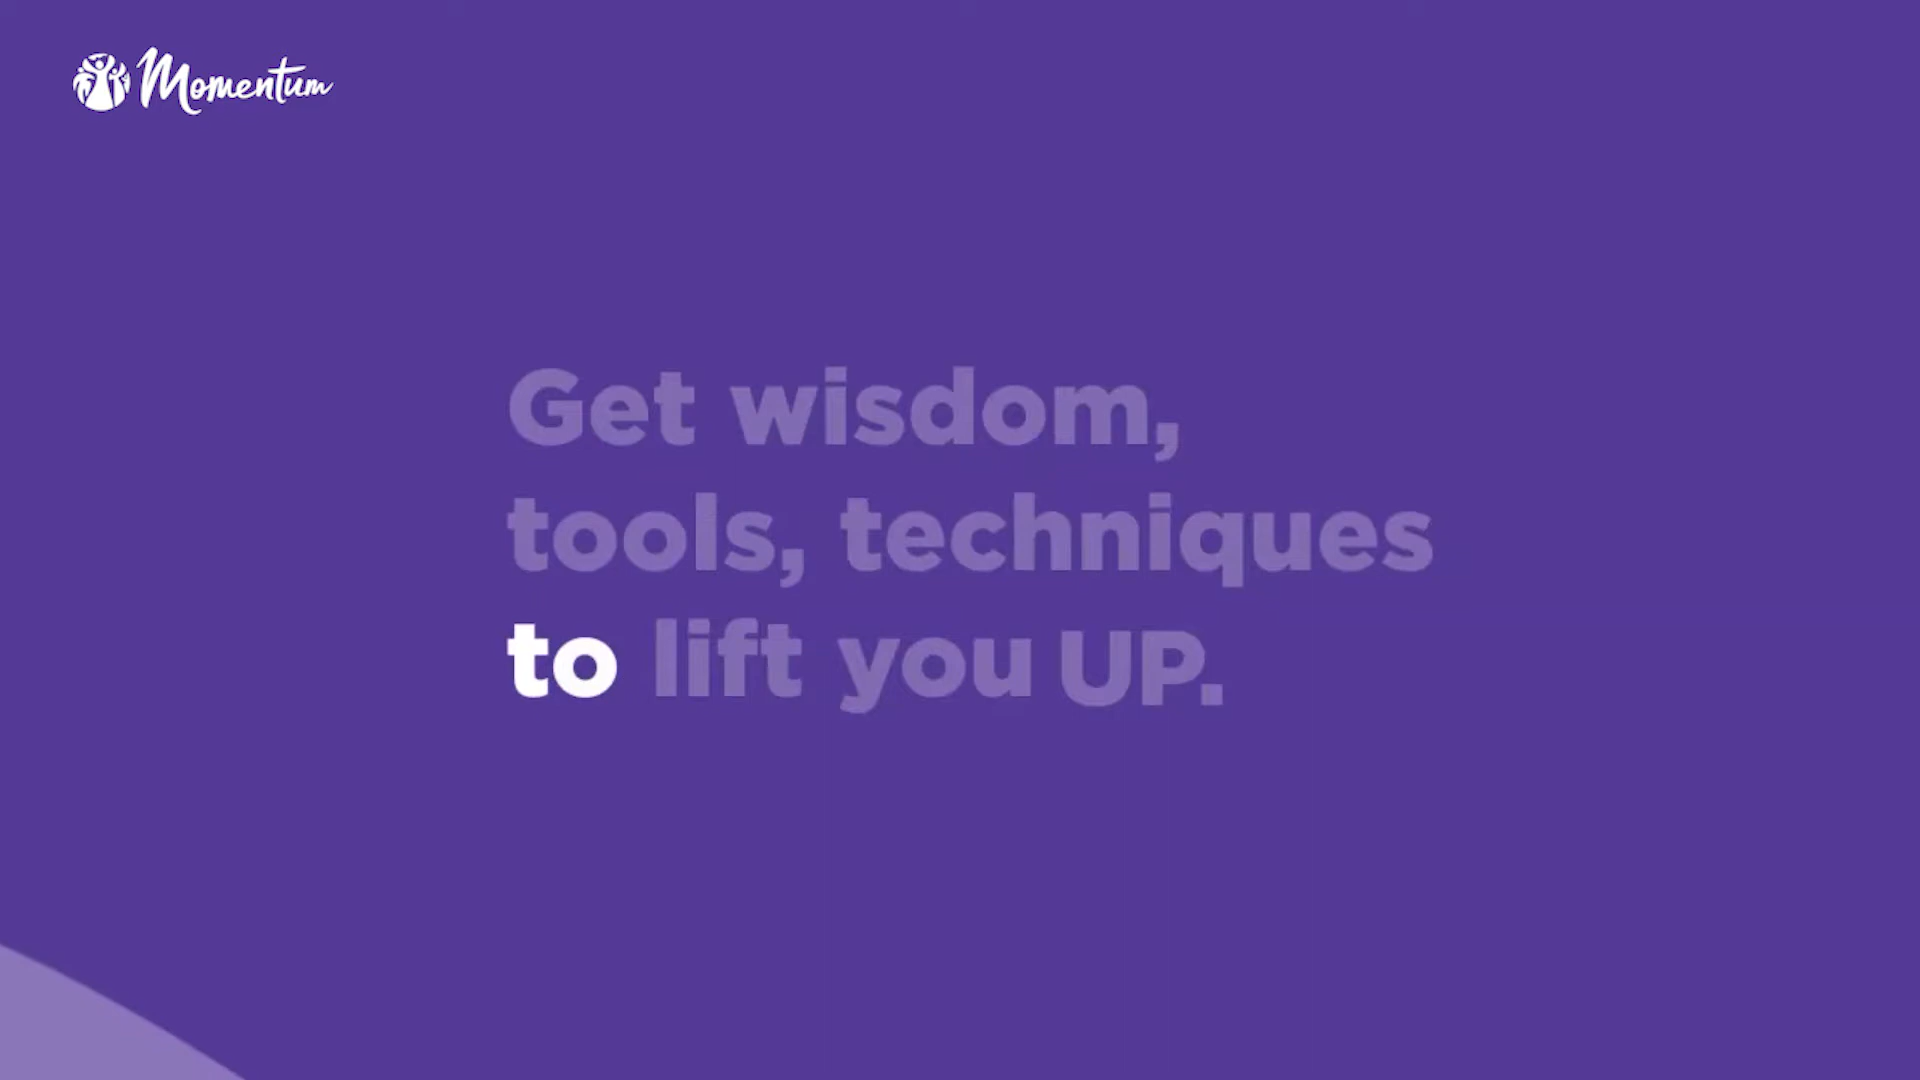 Momentum
Get wisdom,
tools, techniques
to lift you UP.